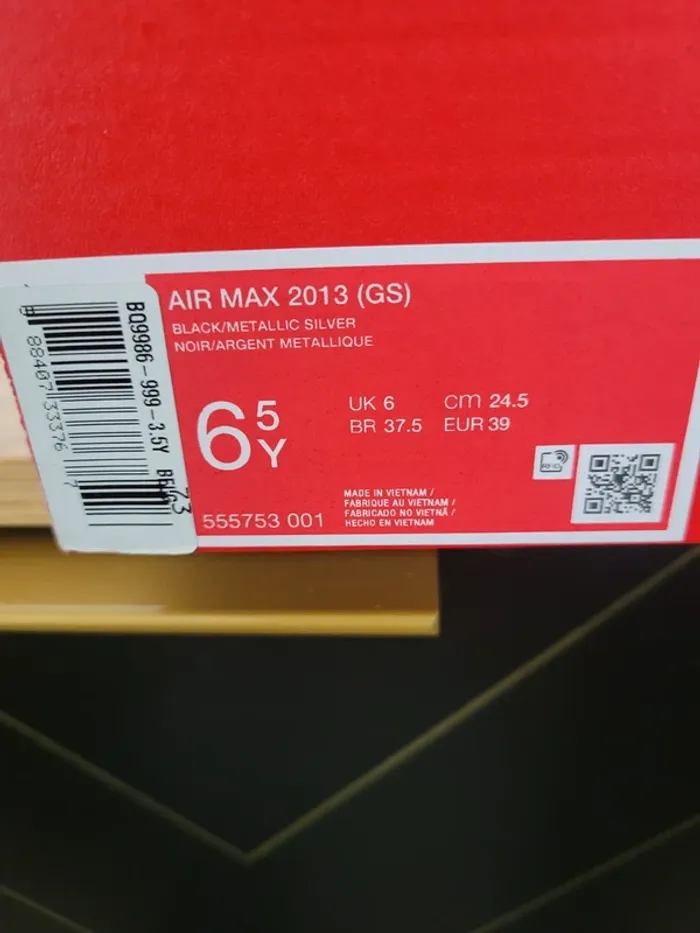 AIR MAX 2013 (GS)
BLACK/METALLIC SILVER
NOIR/ARGENT METALLIQUE
6 5 Y
UK 6 cm 24.5
BR 37.5 EUR 39
MADE IN VIETNAM /
FABRIQUE AU VIETNAM /
FABRICADO NO VIETNÃ /
HECHO EN VIETNAM
555753 001
RFID
BQ9986-999-3.5Y
73